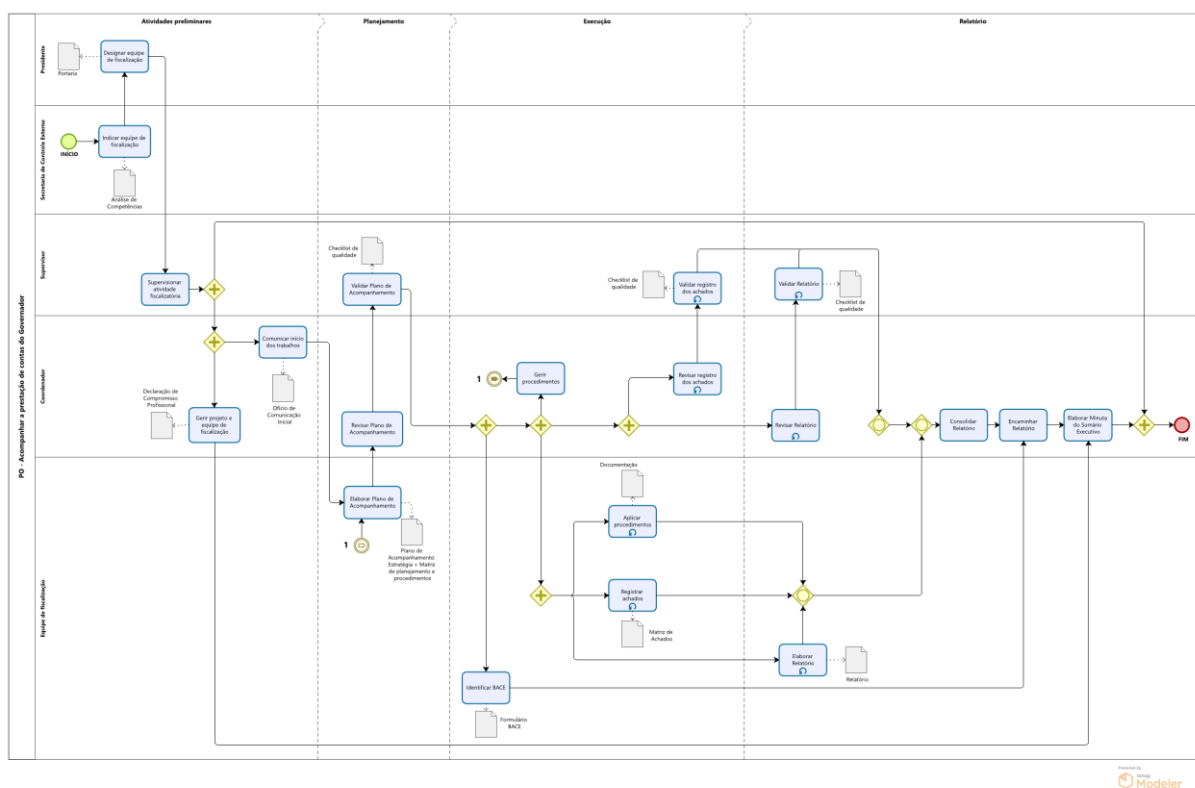 Atividades preliminares
Planejamento
Execução
Relatório
PO - Acompanhar a prestação de contas do Governador
Presidente
Portaria
Designar equipe
de fiscalização
Secretaria de Controle Externo
INÍCIO
Indicar equipe de
fiscalização
Análise de
Competências
Supervisor
Supervisionar
atividade
fiscalizatória
Checklist de
qualidade
Validar Plano de
Acompanhamento
Checklist de
qualidade
Validar registro
dos achados
Validar Relatório
Checklist de
qualidade
Coordenador
Comunicar início
dos trabalhos
Ofício de
Comunicação
Inicial
Declaração de
Compromisso
Profissional
Gerir projeto e
equipe de
fiscalização
Revisar Plano de
Acompanhamento
1
Gerir
procedimentos
Revisar registro
dos achados
Revisar Relatório
Consolidar
Relatório
Encaminhar
Relatório
Elaborar Minuta
do Sumário
Executivo
FIM
Equipe de fiscalização
Elaborar Plano de
Acompanhamento
1
Plano de
Acompanhamento
Estratégia + Matriz
de planejamento e
procedimentos
Documentação
Aplicar
procedimentos
Registrar
achados
Matriz de
Achados
Elaborar
Relatório
Relatório
Identificar BACE
Formulário
BACE
Powered by
bizagi
Modeler